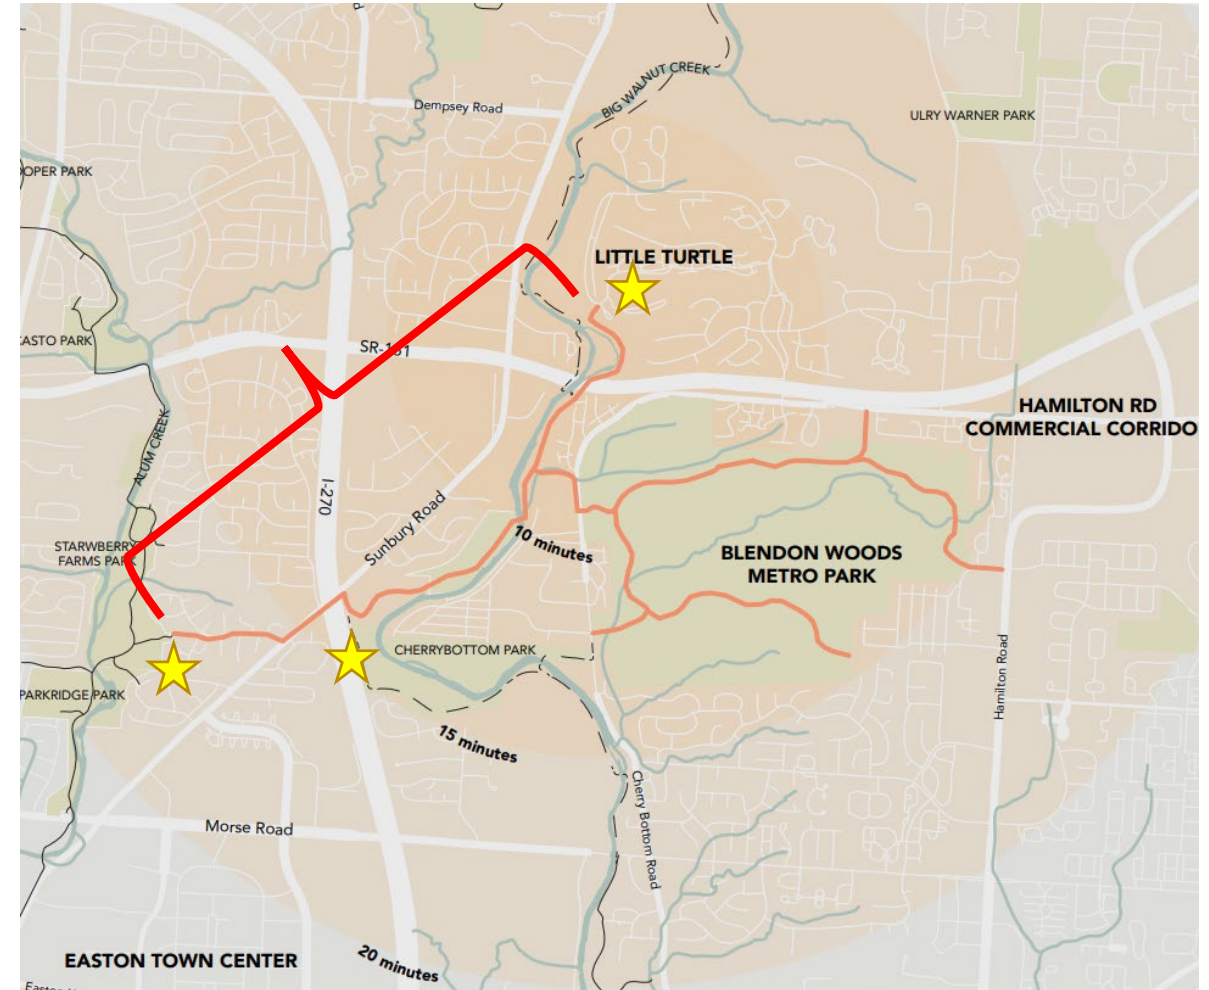 Dempsey Road
BIG WALNUT CREEK
ULRY WARNER PARK
OPER PARK
LITTLE TURTLE
CASTO PARK
SR-161
HAMILTON RD
COMMERCIAL CORRIDO
ALUM CREEK
I-270
Sunbury Road
10 minutes
STARWBERRY
FARMS PARK
BLENDON WOODS
METRO PARK
CHERRYBOTTOM PARK
Hamilton Road
PARKRIDGE PARK
15 minutes
Cherry Bottom Road
Morse Road
EASTON TOWN CENTER
20 minutes